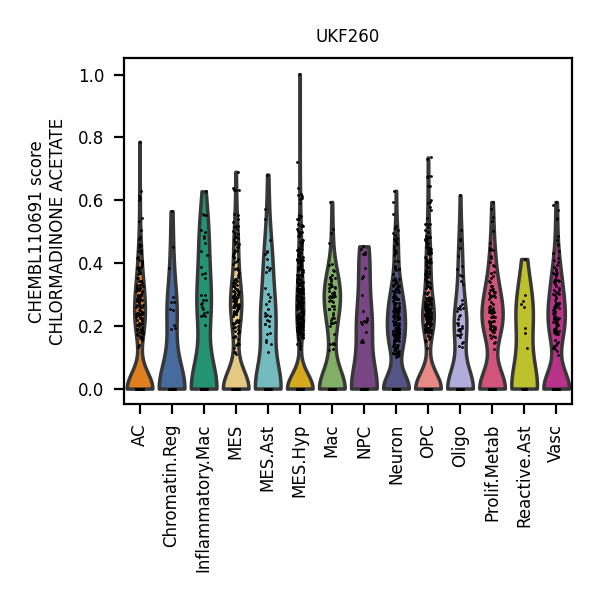 UKF260
CHEMBL110691 score
CHLORMADINONE ACETATE
1.0
0.8
0.6
0.4
0.2
0.0
AC
Chromatin.Reg
Inflammatory.Mac
MES
MES.Ast
MES.Hyp
Mac
NPC
Neuron
OPC
Oligo
Prolif.Metab
Reactive.Ast
Vasc